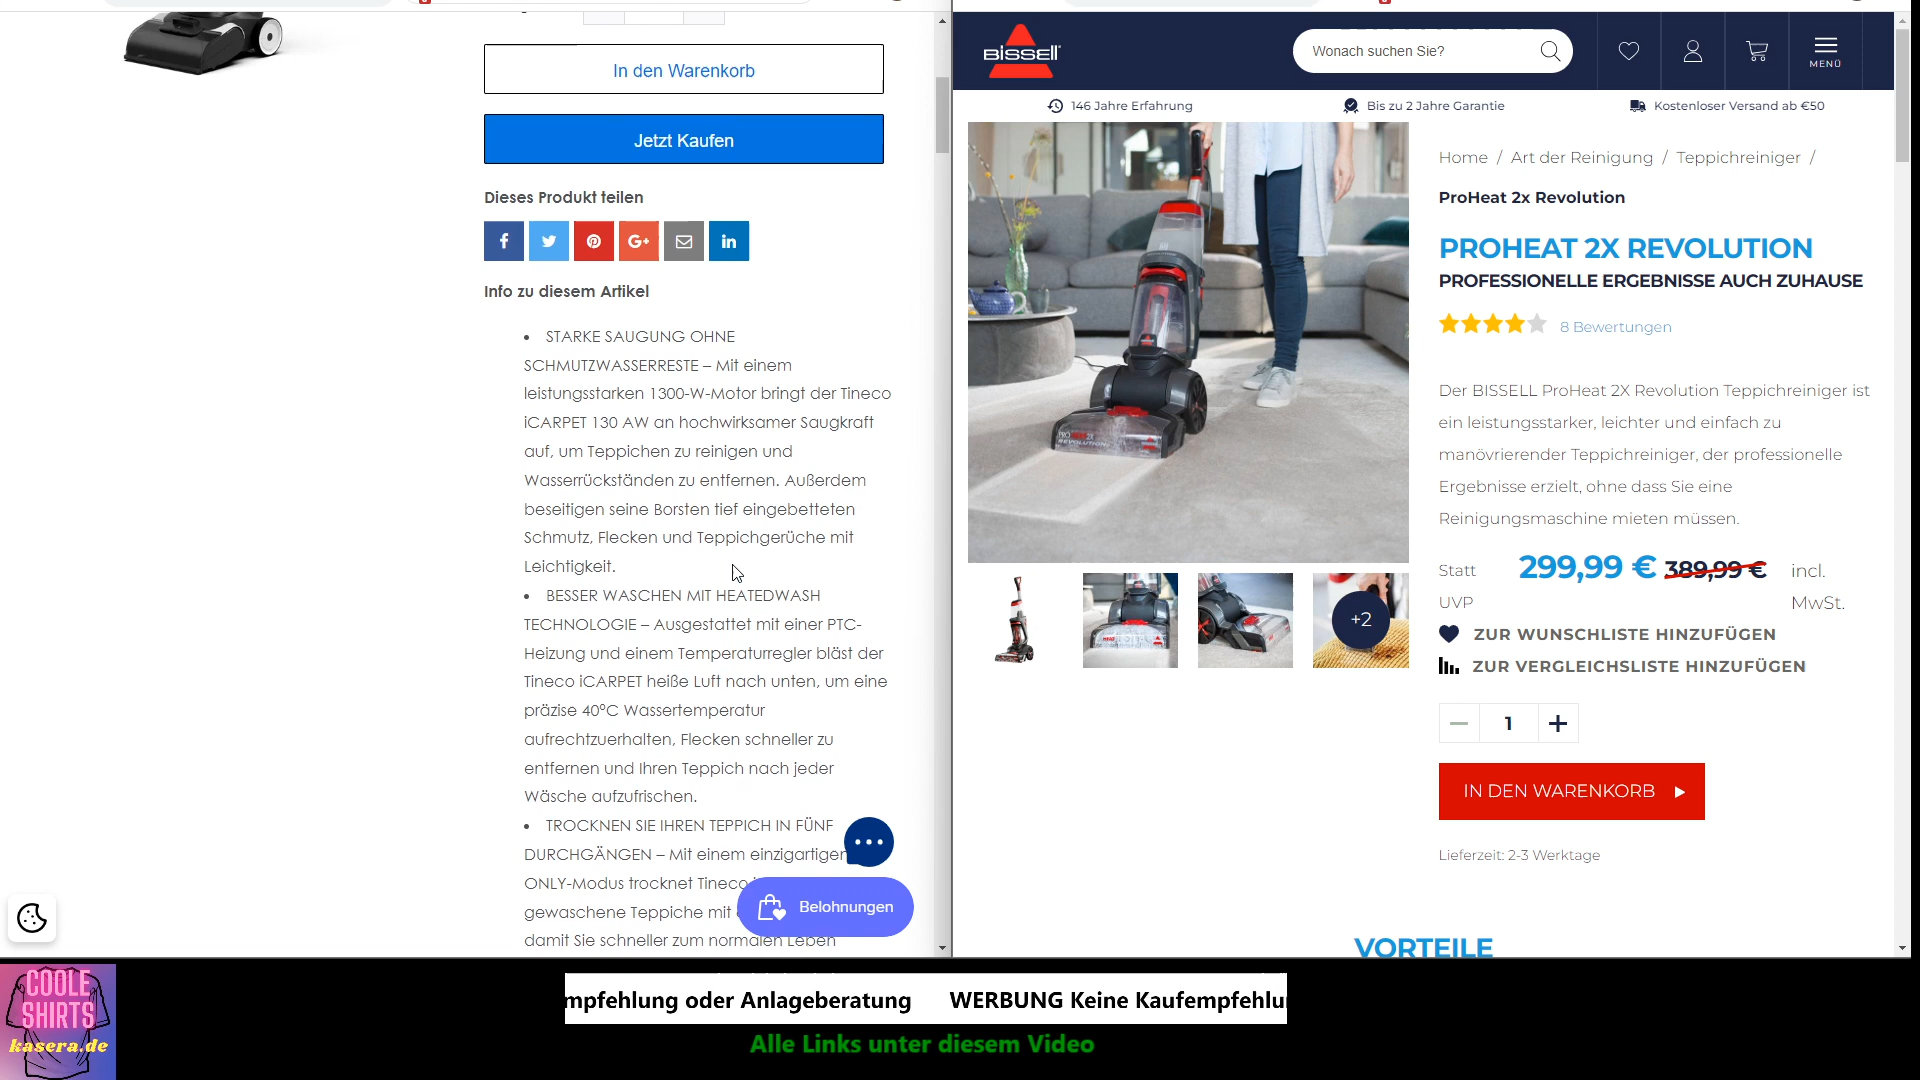 In den Warenkorb
Jetzt Kaufen
Dieses Produkt teilen
Info zu diesem Artikel
• STARKE SAUGUNG OHNE
SCHMUTZWASSERRESTE – Mit einem
leistungsstarken 1300-W-Motor bringt der Tineco
iCARPET 130 AW an hochwirksamer Saugkraft
auf, um Teppichen zu reinigen und
Wasserrückständen zu entfernen. Außerdem
beseitigen seine Borsten tief eingebetteten
Schmutz, Flecken und Teppichgerüche mit
Leichtigkeit.
• BESSER WASCHEN MIT HEATEDWASH
TECHNOLOGIE – Ausgestattet mit einer PTC-
Heizung und einem Temperaturregler bläst der
Tineco iCARPET heiße Luft nach unten, um eine
präzise 40°C Wassertemperatur
aufrechtzuerhalten, Flecken schneller zu
entfernen und Ihren Teppich nach jeder
Wäsche aufzufrischen.
• TROCKNEN SIE IHREN TEPPICH IN FÜNF
DURCHGÄNGEN – Mit einem einzigartigen
ONLY-Modus trocknet Tineco
gewaschene Teppiche mit
damit Sie schneller zum normalen Leben
Belohnungen
BISSELL
Wonach suchen Sie?
MENÜ
146 Jahre Erfahrung
Bis zu 2 Jahre Garantie
Kostenloser Versand ab €50
Home / Art der Reinigung / Teppichreiniger /
ProHeat 2x Revolution
PROHEAT 2X REVOLUTION
PROFESSIONELLE ERGEBNISSE AUCH ZUHAUSE
8 Bewertungen
Der BISSELL ProHeat 2X Revolution Teppichreiniger ist
ein leistungsstarker, leichter und einfach zu
manövrierender Teppichreiniger, der professionelle
Ergebnisse erzielt, ohne dass Sie eine
Reinigungsmaschine mieten müssen.
Statt UVP 299,99 € 389,99 € incl. MwSt.
+2
ZUR WUNSCHLISTE HINZUFÜGEN
ZUR VERGLEICHSLISTE HINZUFÜGEN
1
IN DEN WARENKORB
Lieferzeit: 2-3 Werktage
VORTEILE
COOLE
SHIRTS
kasera.de
mpfehlung oder Anlageberatung WERBUNG Keine Kaufempfehlu
Alle Links unter diesem Video